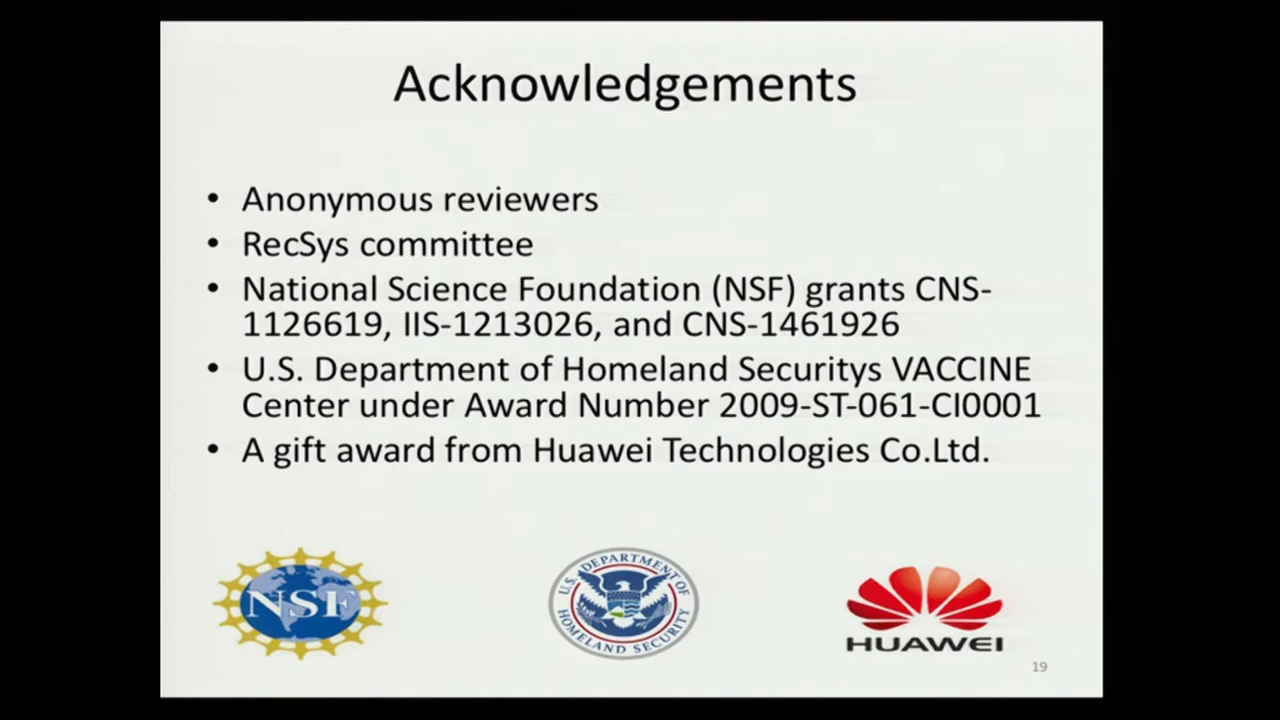 Acknowledgements
• Anonymous reviewers
• RecSys committee
• National Science Foundation (NSF) grants CNS-
1126619, IIS-1213026, and CNS-1461926
• U.S. Department of Homeland Securitys VACCINE
Center under Award Number 2009-ST-061-CI0001
• A gift award from Huawei Technologies Co.Ltd.
NSF
U.S. DEPARTMENT OF
HOMELAND SECURITY
HUAWEI
19